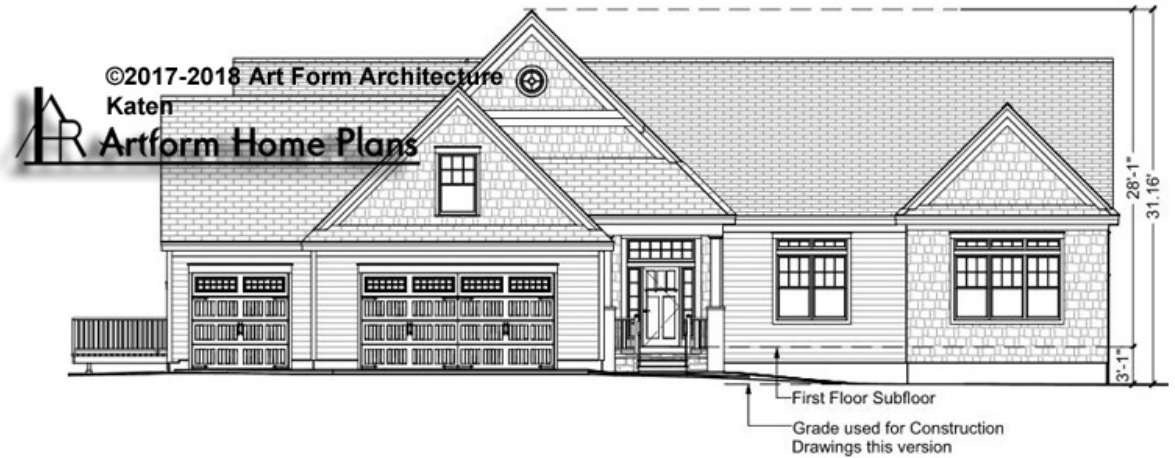 ©2017-2018 Art Form Architecture
Katen
Artform Home Plans
28'-1"
31.16'
3'-1"
First Floor Subfloor
Grade used for Construction
Drawings this version